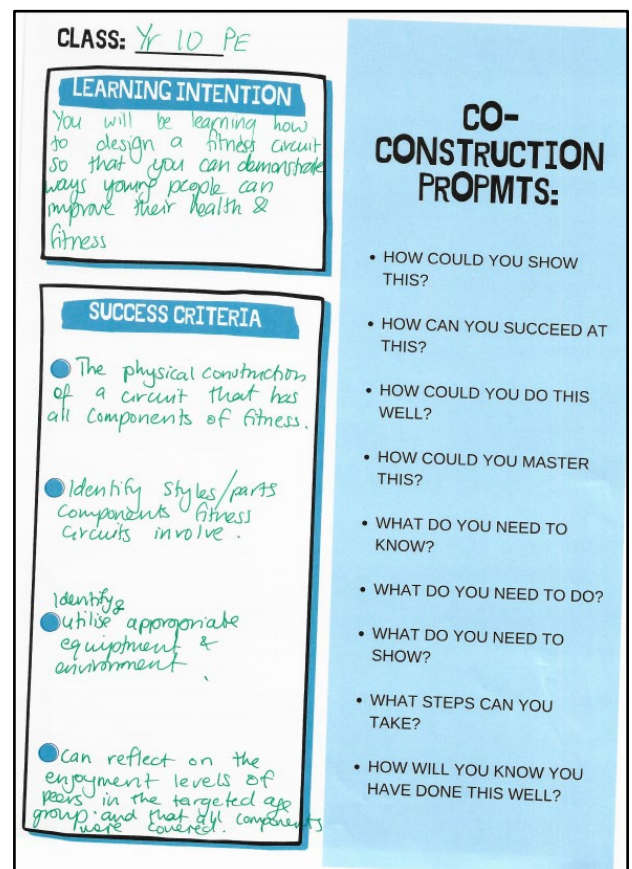 CLASS: Yr 10 PE
LEARNING INTENTION
You will be learning how
to design a fitness circuit
so that you can demonstrate
ways young people can
improve their health &
fitness
SUCCESS CRITERIA
The physical construction
of a circuit that has
all components of fitness.
Identify styles/parts
components fitness
circuits involve.
Identify &
utilise appropriate
equiptment &
environment.
Can reflect on the
enjoyment levels of
peers in the targeted age
group and that all components
were covered.
CO-
CONSTRUCTION
PROPMTS:
• HOW COULD YOU SHOW
THIS?
• HOW CAN YOU SUCCEED AT
THIS?
• HOW COULD YOU DO THIS
WELL?
• HOW COULD YOU MASTER
THIS?
• WHAT DO YOU NEED TO
KNOW?
• WHAT DO YOU NEED TO DO?
• WHAT DO YOU NEED TO
SHOW?
• WHAT STEPS CAN YOU
TAKE?
• HOW WILL YOU KNOW YOU
HAVE DONE THIS WELL?